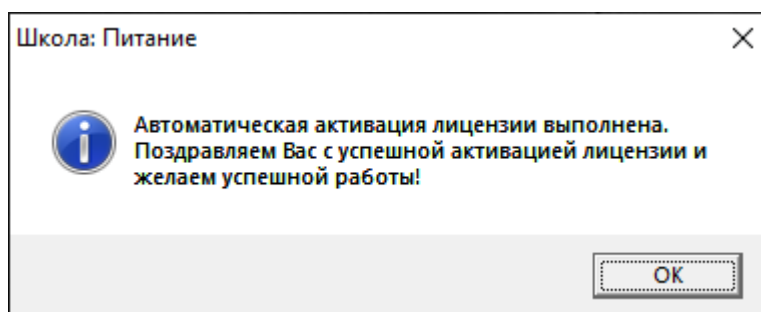 Школа: Питание
Автоматическая активация лицензии выполнена.
Поздравляем Вас с успешной активацией лицензии и
желаем успешной работы!
OK